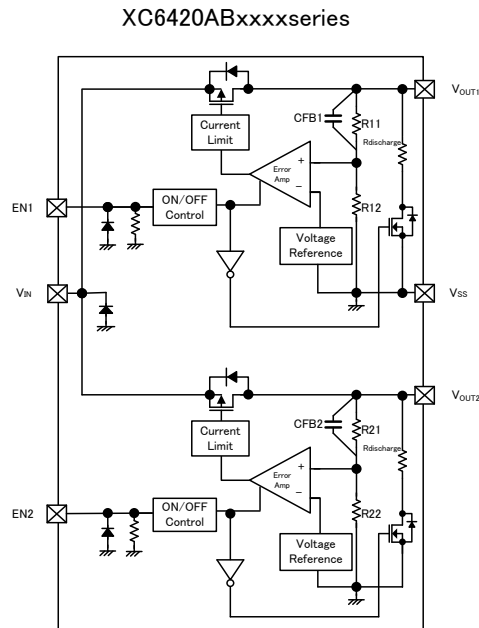 XC6420ABxxxxseries
VOUT1
CFB1
R11
Current
Limit
Rdischarge
Error
Amp
+
−
EN1
ON/OFF
Control
R12
Voltage
Reference
VIN
VSS
VOUT2
CFB2
R21
Current
Limit
Rdischarge
Error
Amp
+
−
EN2
ON/OFF
Control
R22
Voltage
Reference